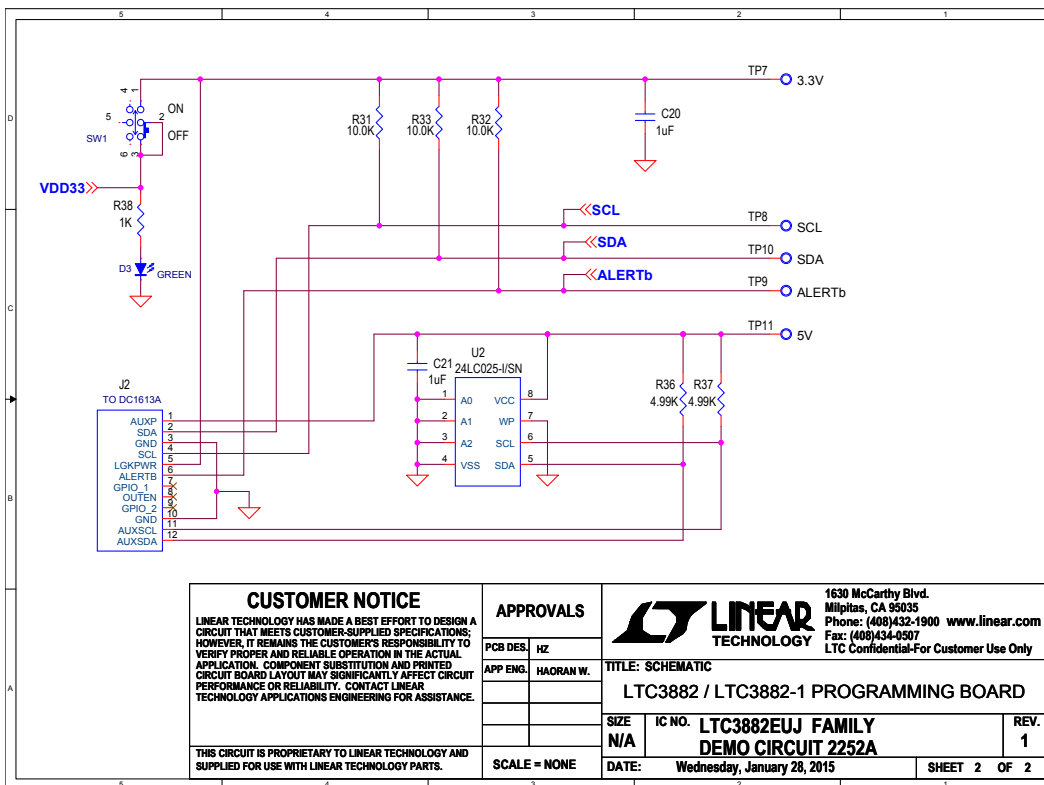 5 4 3 2 1
D
C
B
A
TP7
3.3V
4 1
ON
5
2
OFF
SW1
6 3
R31
10.0K
R33
10.0K
R32
10.0K
C20
1uF
VDD33
R38
1K
D3
GREEN
SCL
TP8
SCL
SDA
TP10
SDA
ALERTb
TP9
ALERTb
TP11
5V
C21
1uF
U2
24LC025-I/SN
1 A0 VCC 8
2 A1 WP 7
3 A2 SCL 6
4 VSS SDA 5
R36
4.99K
R37
4.99K
J2
TO DC1613A
AUXP 1
SDA 2
GND 3
SCL 4
LGKPWR 5
ALERTB 6
GPIO_1 7
OUTEN 8
GPIO_2 9
GND 10
AUXSCL 11
AUXSDA 12
CUSTOMER NOTICE
LINEAR TECHNOLOGY HAS MADE A BEST EFFORT TO DESIGN A
CIRCUIT THAT MEETS CUSTOMER-SUPPLIED SPECIFICATIONS;
HOWEVER, IT REMAINS THE CUSTOMER'S RESPONSIBILITY TO
VERIFY PROPER AND RELIABLE OPERATION IN THE ACTUAL
APPLICATION. COMPONENT SUBSTITUTION AND PRINTED
CIRCUIT BOARD LAYOUT MAY SIGNIFICANTLY AFFECT CIRCUIT
PERFORMANCE OR RELIABILITY. CONTACT LINEAR
TECHNOLOGY APPLICATIONS ENGINEERING FOR ASSISTANCE.
THIS CIRCUIT IS PROPRIETARY TO LINEAR TECHNOLOGY AND
SUPPLIED FOR USE WITH LINEAR TECHNOLOGY PARTS.
APPROVALS
PCB DES. HZ
APP ENG. HAORAN W.
SCALE = NONE
LINEAR
TECHNOLOGY
1630 McCarthy Blvd.
Milpitas, CA 95035
Phone: (408)432-1900 www.linear.com
Fax: (408)434-0507
LTC Confidential-For Customer Use Only
TITLE: SCHEMATIC
LTC3882 / LTC3882-1 PROGRAMMING BOARD
SIZE
N/A
IC NO. LTC3882EUJ FAMILY
DEMO CIRCUIT 2252A
REV.
1
DATE: Wednesday, January 28, 2015
SHEET 2 OF 2
5 4 3 2 1